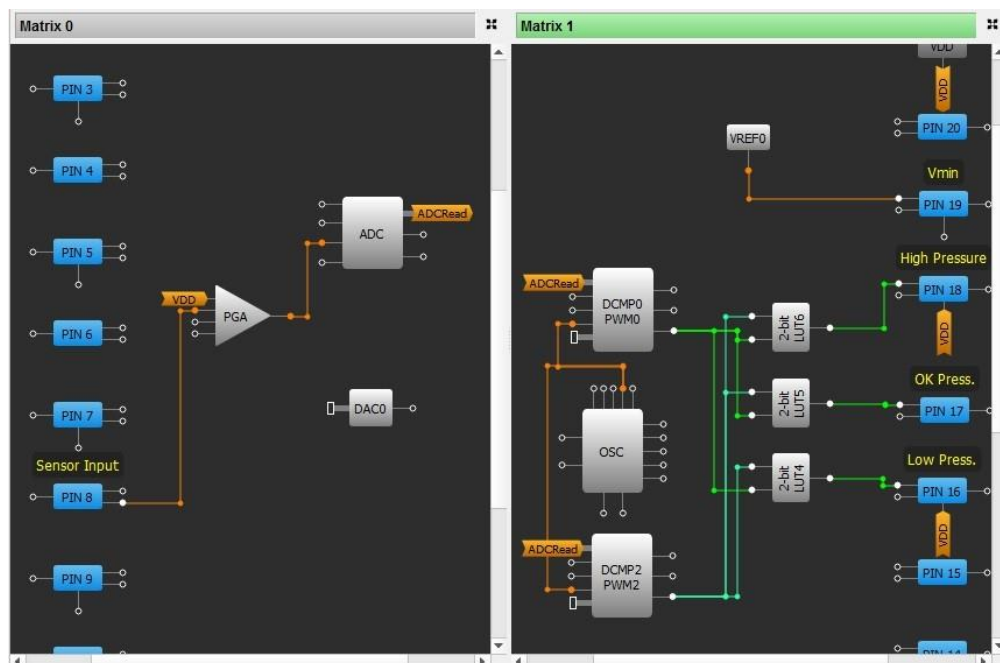 Matrix 0
PIN 3
PIN 4
PIN 5
PIN 6
PIN 7
Sensor Input
PIN 8
PIN 9
VDD
PGA
ADC
ADCRead
DAC0
Matrix 1
VDD
VDD
PIN 20
VREF0
Vmin
PIN 19
High Pressure
PIN 18
VDD
OK Press.
PIN 17
Low Press.
PIN 16
VDD
PIN 15
PIN 14
ADCRead
DCMP0
PWM0
OSC
ADCRead
DCMP2
PWM2
2-bit
LUT6
2-bit
LUT5
2-bit
LUT4